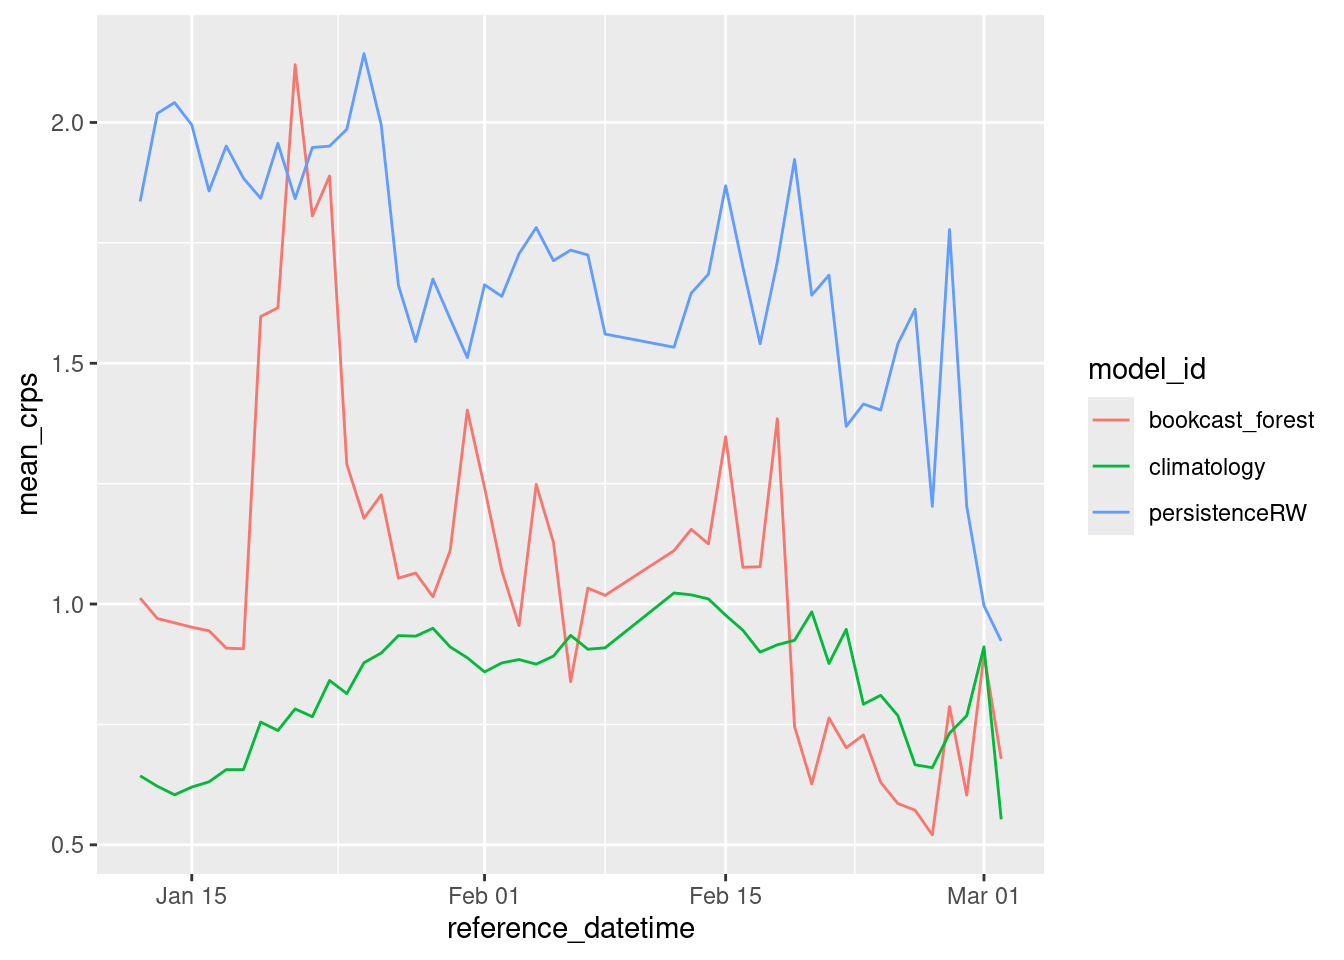 mean_crps
2.0
1.5
1.0
0.5
Jan 15
Feb 01
Feb 15
Mar 01
reference_datetime
model_id
bookcast_forest
climatology
persistenceRW